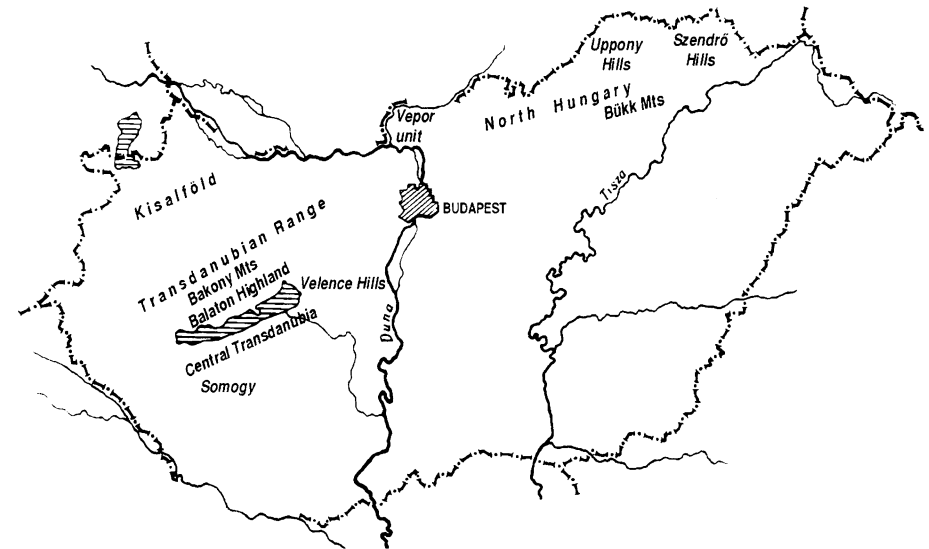 Uppony
Hills
Szendrő
Hills
North Hungary
Bükk Mts
Vepor
unit
Tisza
Kisalföld
BUDAPEST
Transdanubian Range
Bakony Mts
Balaton Highland
Velence Hills
Duna
Central Transdanubia
Somogy